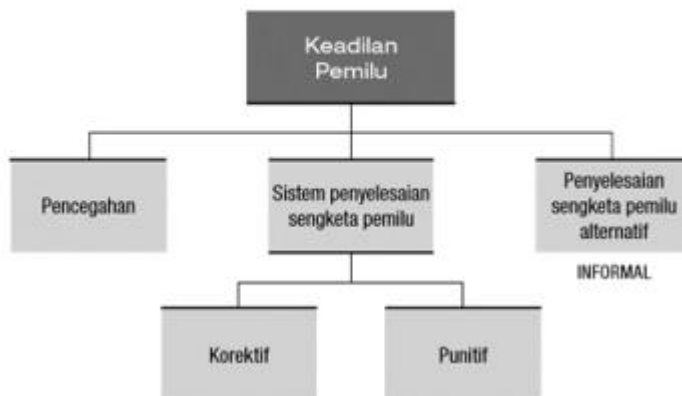 Keadilan
Pemilu
Pencegahan
Sistem penyelesaian
sengketa pemilu
Penyelesaian
sengketa pemilu
alternatif
INFORMAL
Korektif
Punitif